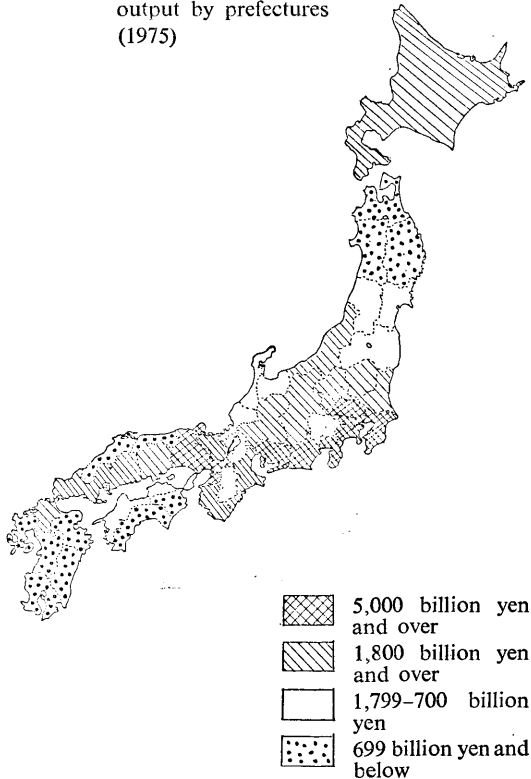 output by prefectures
(1975)
5,000 billion yen
and over
1,800 billion yen
and over
1,799–700 billion
yen
699 billion yen and
below